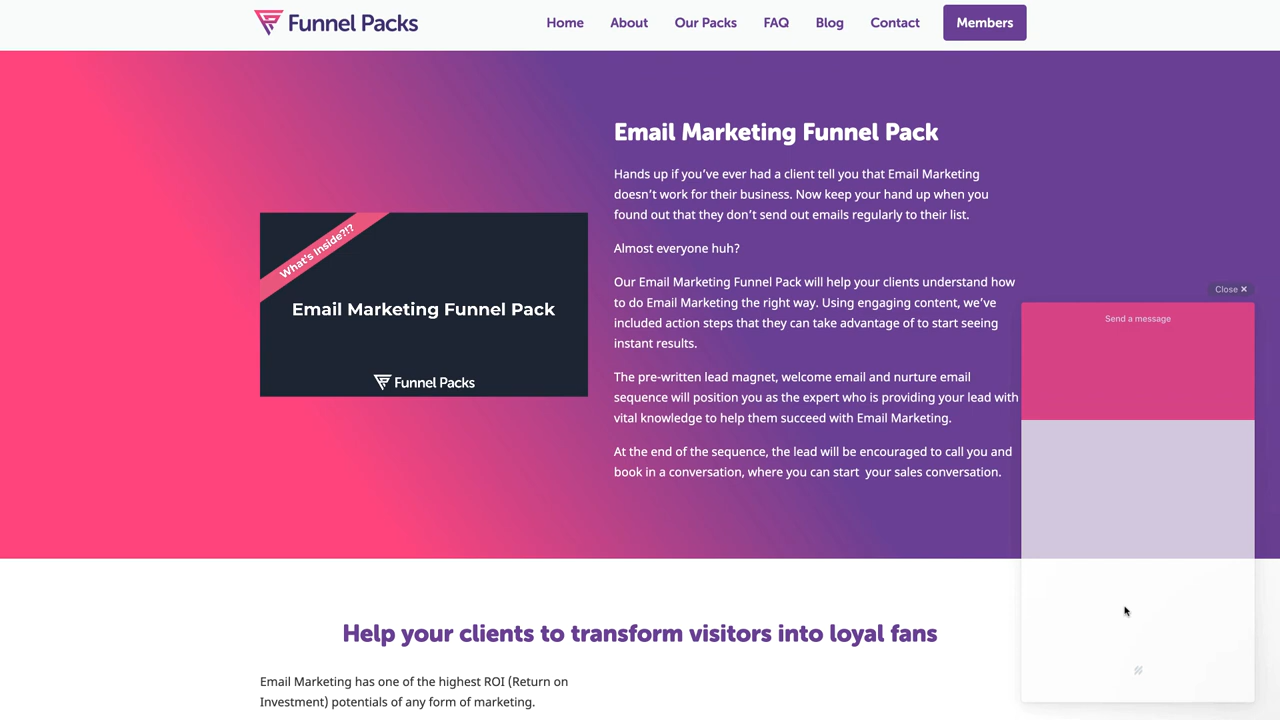 Funnel Packs
Home About Our Packs FAQ Blog Contact Members
What's Inside?!?
Email Marketing Funnel Pack
Funnel Packs
Email Marketing Funnel Pack
Hands up if you've ever had a client tell you that Email Marketing
doesn't work for their business. Now keep your hand up when you
found out that they don't send out emails regularly to their list.
Almost everyone huh?
Our Email Marketing Funnel Pack will help your clients understand how
to do Email Marketing the right way. Using engaging content, we've
included action steps that they can take advantage of to start seeing
instant results.
The pre-written lead magnet, welcome email and nurture email
sequence will position you as the expert who is providing your lead with
vital knowledge to help them succeed with Email Marketing.
At the end of the sequence, the lead will be encouraged to call you and
book in a conversation, where you can start  your sales conversation.
Close ×
Send a message
Help your clients to transform visitors into loyal fans
Email Marketing has one of the highest ROI (Return on
Investment) potentials of any form of marketing.